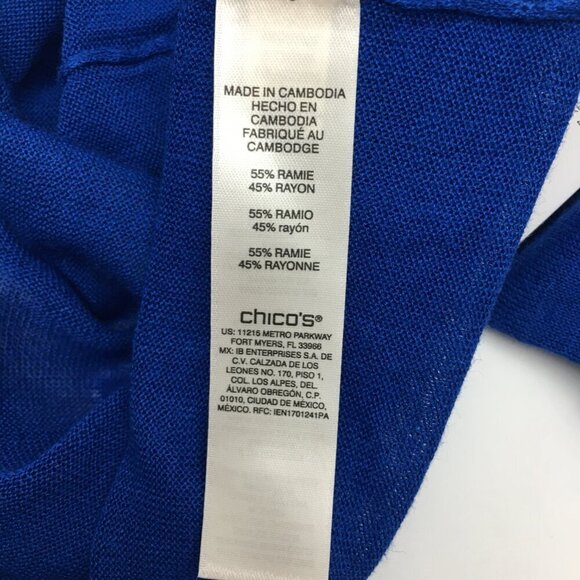 MADE IN CAMBODIA
HECHO EN
CAMBODIA
FABRIQUÉ AU
CAMBODGE
55% RAMIE
45% RAYON
55% RAMIO
45% rayón
55% RAMIE
45% RAYONNE
chico's®
US: 11215 METRO PARKWAY
FORT MYERS, FL 33966
MX: IB ENTERPRISES S.A. DE
C.V. CALZADA DE LOS
LEONES NO. 170, PISO 1,
COL. LOS ALPES, DEL.
ÁLVARO OBREGÓN, C.P.
01010, CIUDAD DE MÉXICO,
MÉXICO. RFC: IEN1701241PA